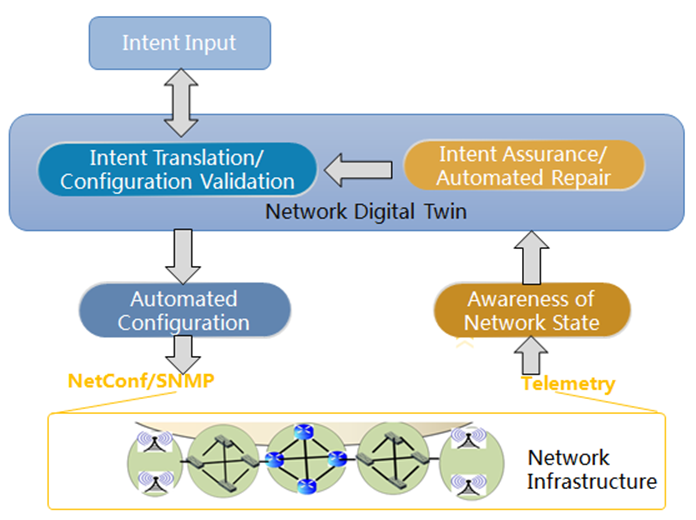 Intent Input
Intent Translation/
Configuration Validation
Intent Assurance/
Automated Repair
Network Digital Twin
Automated
Configuration
Awareness of
Network State
NetConf/SNMP
Telemetry
Network
Infrastructure